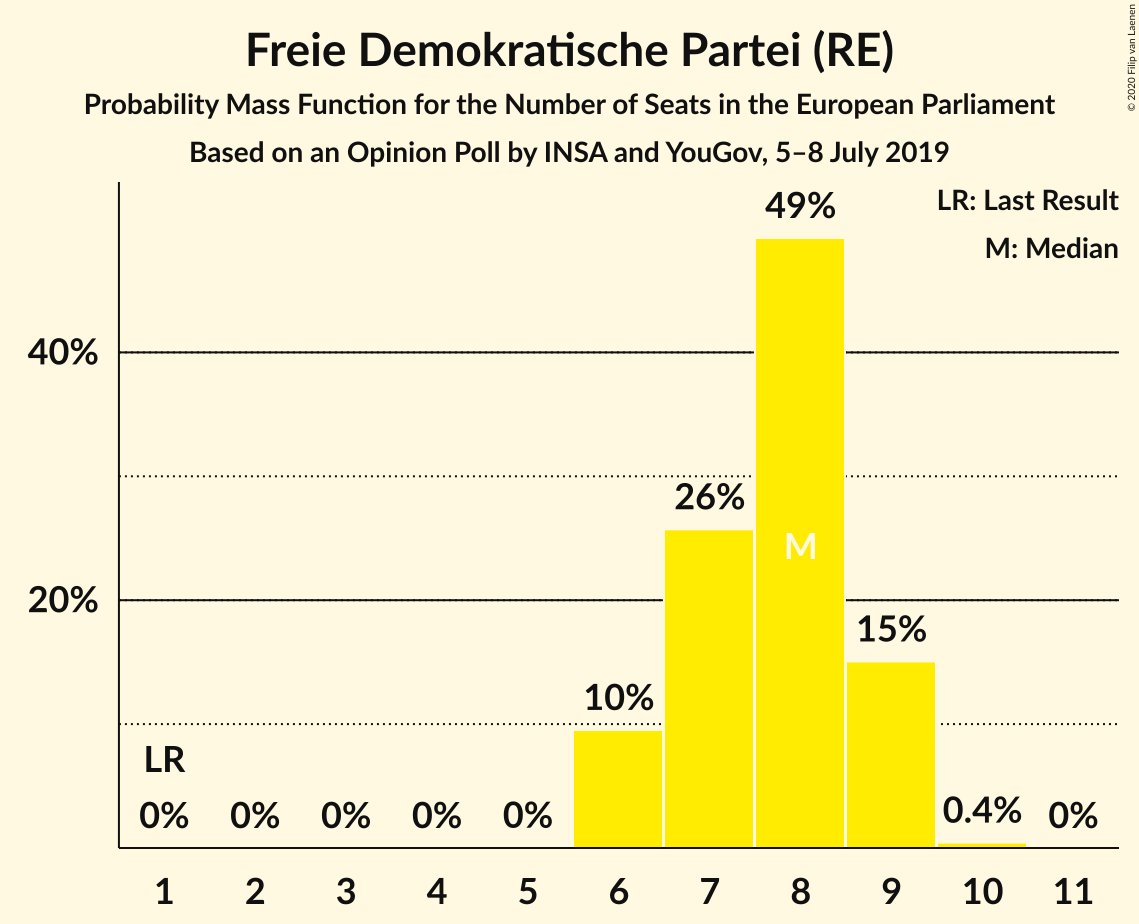 Freie Demokratische Partei (RE)
Probability Mass Function for the Number of Seats in the European Parliament
Based on an Opinion Poll by INSA and YouGov, 5–8 July 2019
© 2020 Filip van Laenen
LR: Last Result
M: Median
49%
40%
26%
M
20%
15%
10%
LR
0% 0% 0% 0% 0% 0.4% 0%
1 2 3 4 5 6 7 8 9 10 11